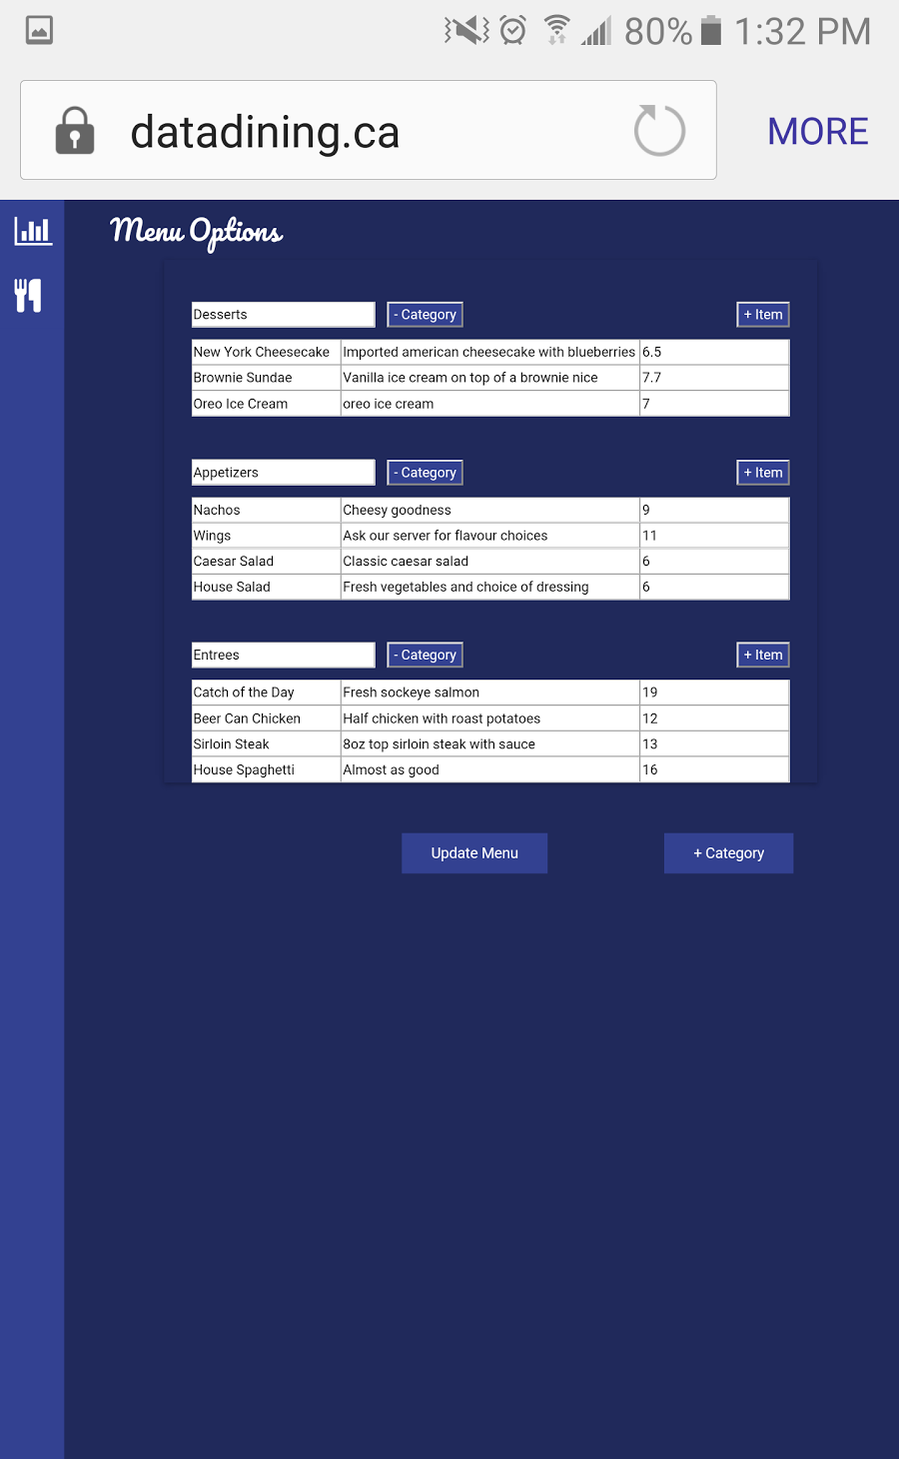 80% 1:32 PM
datadining.ca MORE
Menu Options
Desserts - Category + Item
New York Cheesecake Imported american cheesecake with blueberries 6.5
Brownie Sundae Vanilla ice cream on top of a brownie nice 7.7
Oreo Ice Cream oreo ice cream 7
Appetizers - Category + Item
Nachos Cheesy goodness 9
Wings Ask our server for flavour choices 11
Caesar Salad Classic caesar salad 6
House Salad Fresh vegetables and choice of dressing 6
Entrees - Category + Item
Catch of the Day Fresh sockeye salmon 19
Beer Can Chicken Half chicken with roast potatoes 12
Sirloin Steak 8oz top sirloin steak with sauce 13
House Spaghetti Almost as good 16
Update Menu + Category